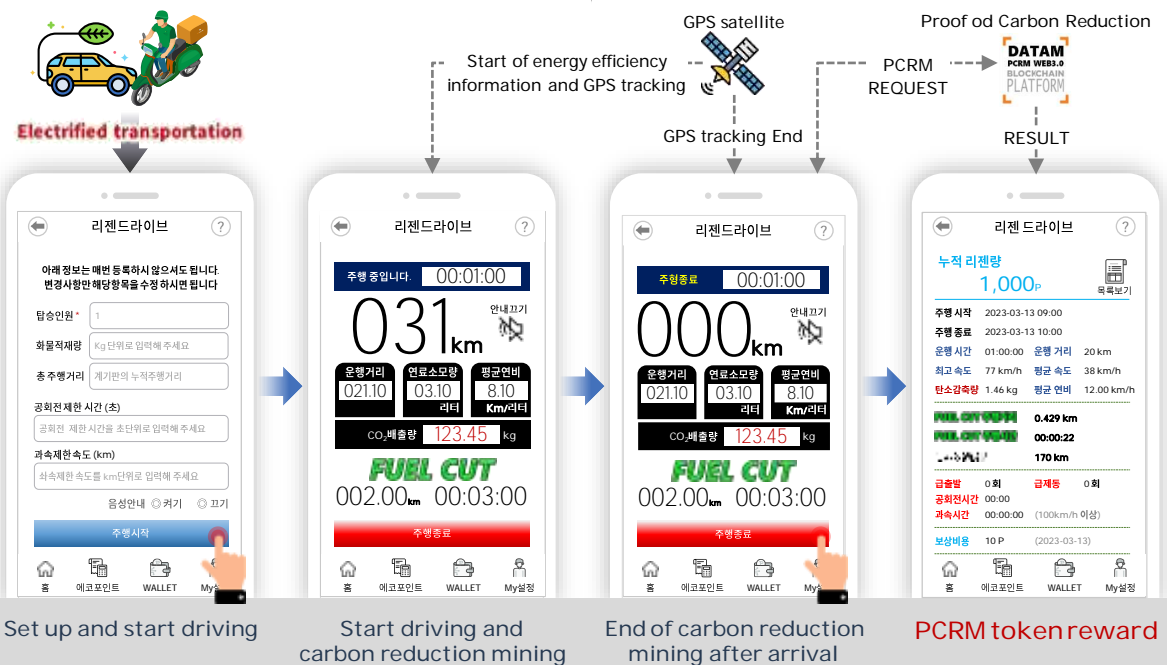 GPS satellite
Proof od Carbon Reduction
DATAM
PCRM WEB3.0
BLOCKCHAIN
PLATFORM
Start of energy efficiency
information and GPS tracking
PCRM
REQUEST
Electrified transportation
GPS tracking End
RESULT
리젠드라이브
?
아래 정보는 매번 등록하시 않으셔도 됩니다.
변경사항만 해당항목을 수정 하시면 됩니다
탑승인원*
1
화물적재량
Kg 단위로 입력해 주세요
총 주행거리
계기판의 누적주행거리
공회전 제한 시간 (초)
공회전 제한 시간을 초단위로 입력해 주세요
과속제한속도 (km)
솨속제한 속도를 km단위로 입력해 주세요
음성안내 ◎ 켜기 ◎ 끄기
주행시작
홈
에코포인트
WALLET
Set up and start driving
리젠드라이브
?
주행 중입니다.
00:01:00
031km
안내끄기
운행거리
021.10
연료소모량
03.10
리터
평균연비
8.10
Km/리터
CO₂배출량 123.45 kg
FUEL CUT
002.00km 00:03:00
주행종료
홈
에코포인트
WALLET
My설정
Start driving and
carbon reduction mining
리젠드라이브
?
주형종료
00:01:00
000km
안내끄기
운행거리
021.10
연료소모량
03.10
리터
평균연비
8.10
Km/리터
CO₂배출량 123.45 kg
FUEL CUT
002.00km 00:03:00
주행종료
홈
에코포인트
WALLET
End of carbon reduction
mining after arrival
리젠 드라이브
?
누적 리젠량
1,000P
목록보기
주행 시작 2023-03-13 09:00
주행 종료 2023-03-13 10:00
운행 시간 01:00:00 운행 거리 20 km
최고 속도 77 km/h 평균 속도 38 km/h
탄소감축량 1.46 kg 평균 연비 12.00 km/h
FUEL CUT
0.429 km
FUEL CUT
00:00:22
170 km
급출발 0 회 급제동 0 회
공회전시간 00:00
과속시간 00:00:00 (100km/h 이상)
보상비용 10 P (2023-03-13)
홈
에코포인트
WALLET
My설정
PCRM token reward